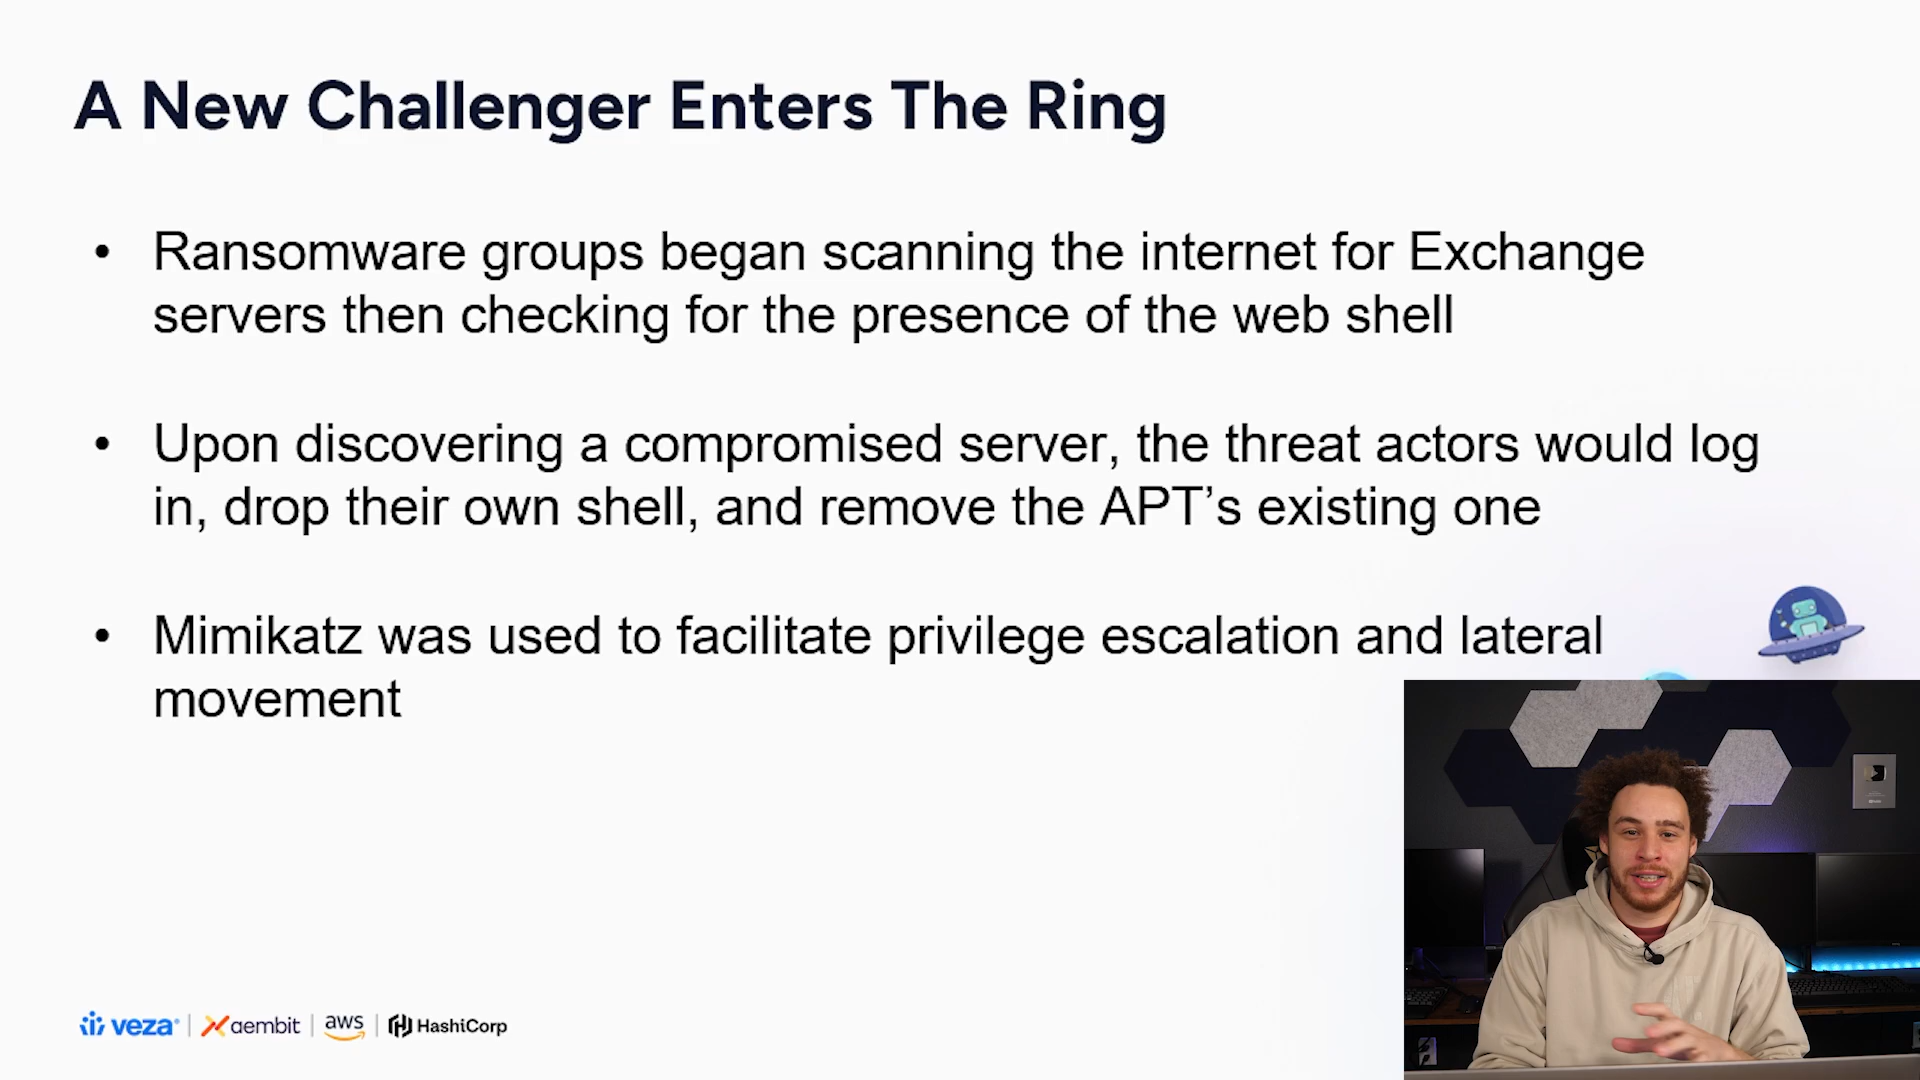 A New Challenger Enters The Ring
• Ransomware groups began scanning the internet for Exchange
servers then checking for the presence of the web shell
• Upon discovering a compromised server, the threat actors would log
in, drop their own shell, and remove the APT’s existing one
• Mimikatz was used to facilitate privilege escalation and lateral
movement
veza | aembit | aws | HashiCorp